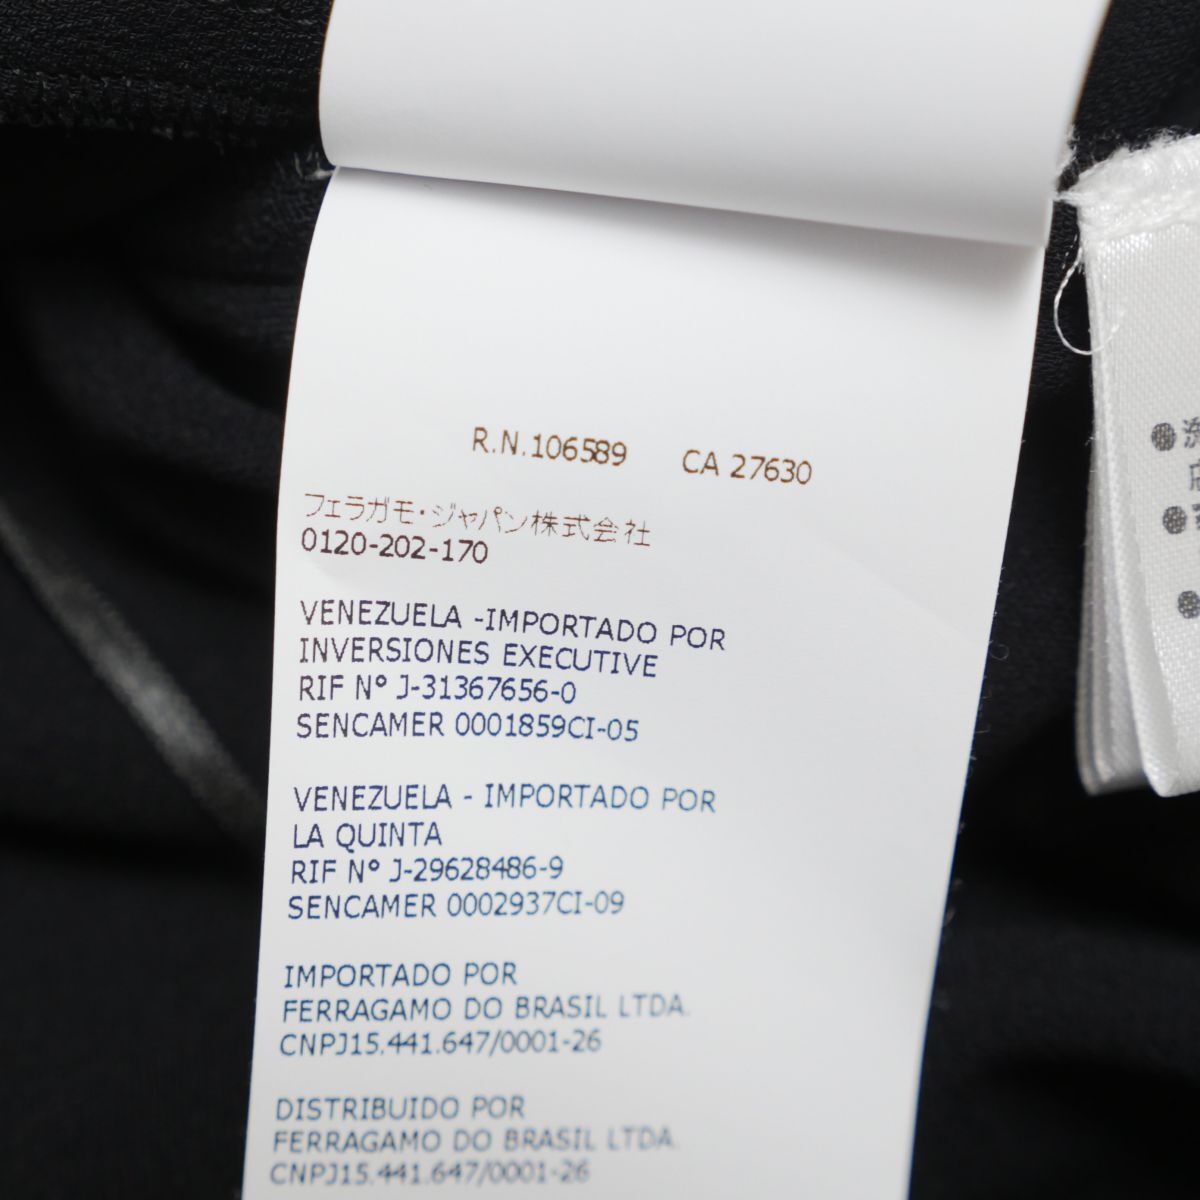 R.N.106589 CA 27630
フェラガモ・ジャパン株式会社
0120-202-170
VENEZUELA -IMPORTADO POR
INVERSIONES EXECUTIVE
RIF Nº J-31367656-0
SENCAMER 0001859CI-05
VENEZUELA - IMPORTADO POR
LA QUINTA
RIF Nº J-29628486-9
SENCAMER 0002937CI-09
IMPORTADO POR
FERRAGAMO DO BRASIL LTDA.
CNPJ15.441.647/0001-26
DISTRIBUIDO POR
FERRAGAMO DO BRASIL LTDA.
CNPJ15.441.647/0001-26